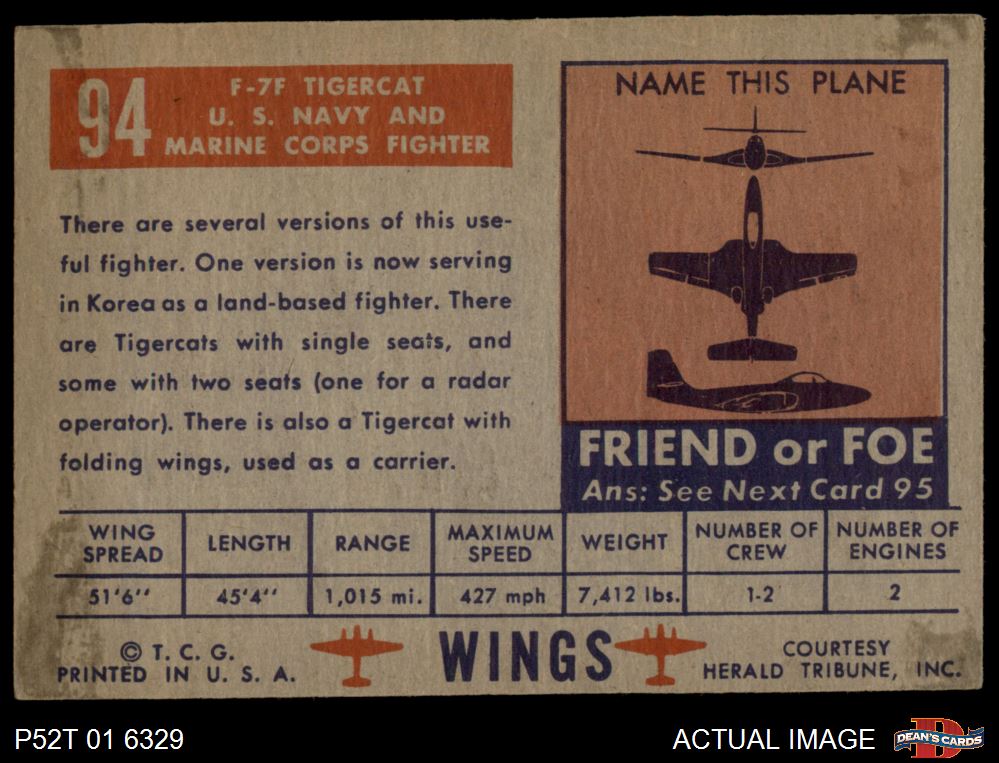 94
F-7F TIGERCAT
U. S. NAVY AND
MARINE CORPS FIGHTER
There are several versions of this use-
ful fighter. One version is now serving
in Korea as a land-based fighter. There
are Tigercats with single seats, and
some with two seats (one for a radar
operator). There is also a Tigercat with
folding wings, used as a carrier.
NAME THIS PLANE
FRIEND or FOE
Ans: See Next Card 95
WING SPREAD LENGTH RANGE MAXIMUM SPEED WEIGHT NUMBER OF CREW NUMBER OF ENGINES
51'6'' 45'4'' 1,015 mi. 427 mph 7,412 lbs. 1-2 2
© T. C. G.
PRINTED IN U. S. A.
WINGS
COURTESY
HERALD TRIBUNE, INC.
P52T 01 6329
ACTUAL IMAGE
DEAN'S CARDS